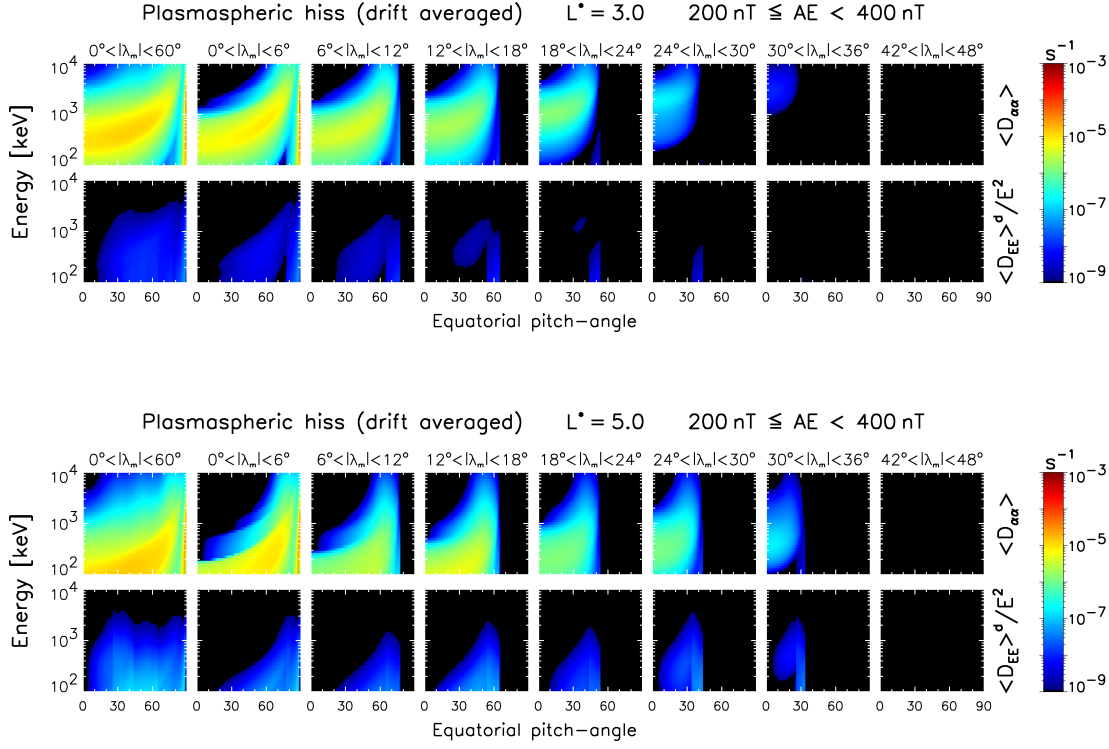 Plasmaspheric hiss (drift averaged) L* = 3.0 200 nT ≦ AE < 400 nT
0°<|λm|<60° 0°<|λm|<6° 6°<|λm|<12° 12°<|λm|<18° 18°<|λm|<24° 24°<|λm|<30° 30°<|λm|<36° 42°<|λm|<48°
s⁻¹
10⁴
10³
10²
10⁴
10³
10²
Energy [keV]
<Dαα>
<DEE>ᵈ/E²
10⁻³
10⁻⁵
10⁻⁷
10⁻⁹
0 30 60 0 30 60 0 30 60 0 30 60 0 30 60 0 30 60 0 30 60 0 30 60 90
Equatorial pitch−angle
Plasmaspheric hiss (drift averaged) L* = 5.0 200 nT ≦ AE < 400 nT
0°<|λm|<60° 0°<|λm|<6° 6°<|λm|<12° 12°<|λm|<18° 18°<|λm|<24° 24°<|λm|<30° 30°<|λm|<36° 42°<|λm|<48°
s⁻¹
10⁴
10³
10²
10⁴
10³
10²
Energy [keV]
<Dαα>
<DEE>ᵈ/E²
10⁻³
10⁻⁵
10⁻⁷
10⁻⁹
0 30 60 0 30 60 0 30 60 0 30 60 0 30 60 0 30 60 0 30 60 0 30 60 90
Equatorial pitch−angle